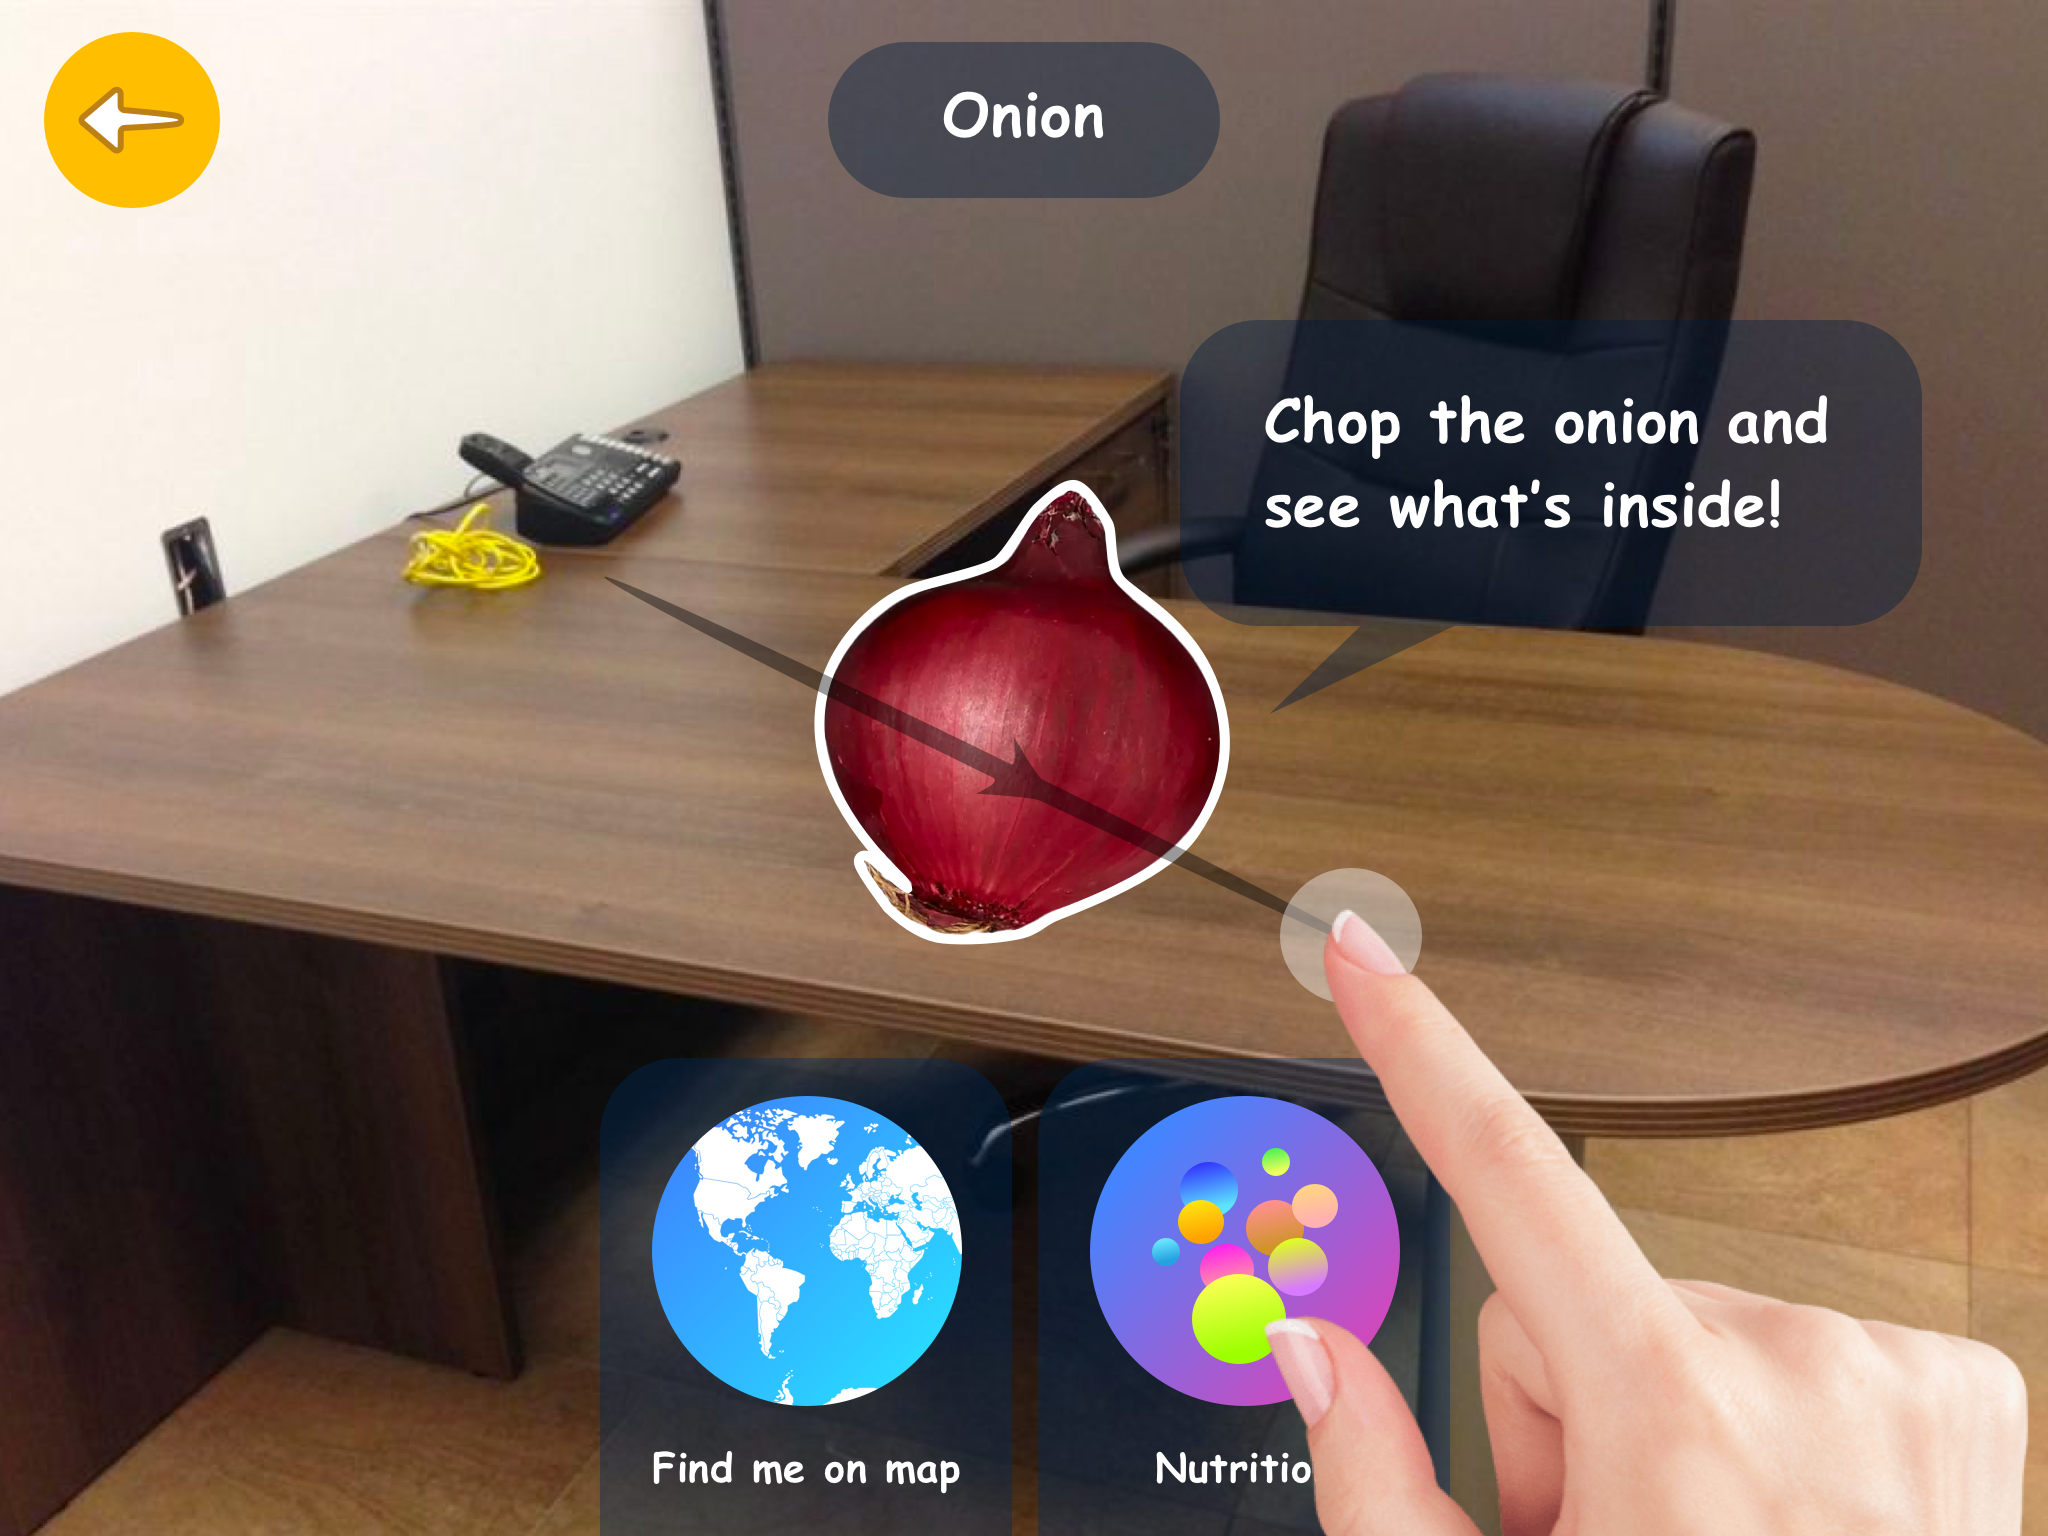 Onion
Chop the onion and
see what's inside!
Find me on map
Nutritio